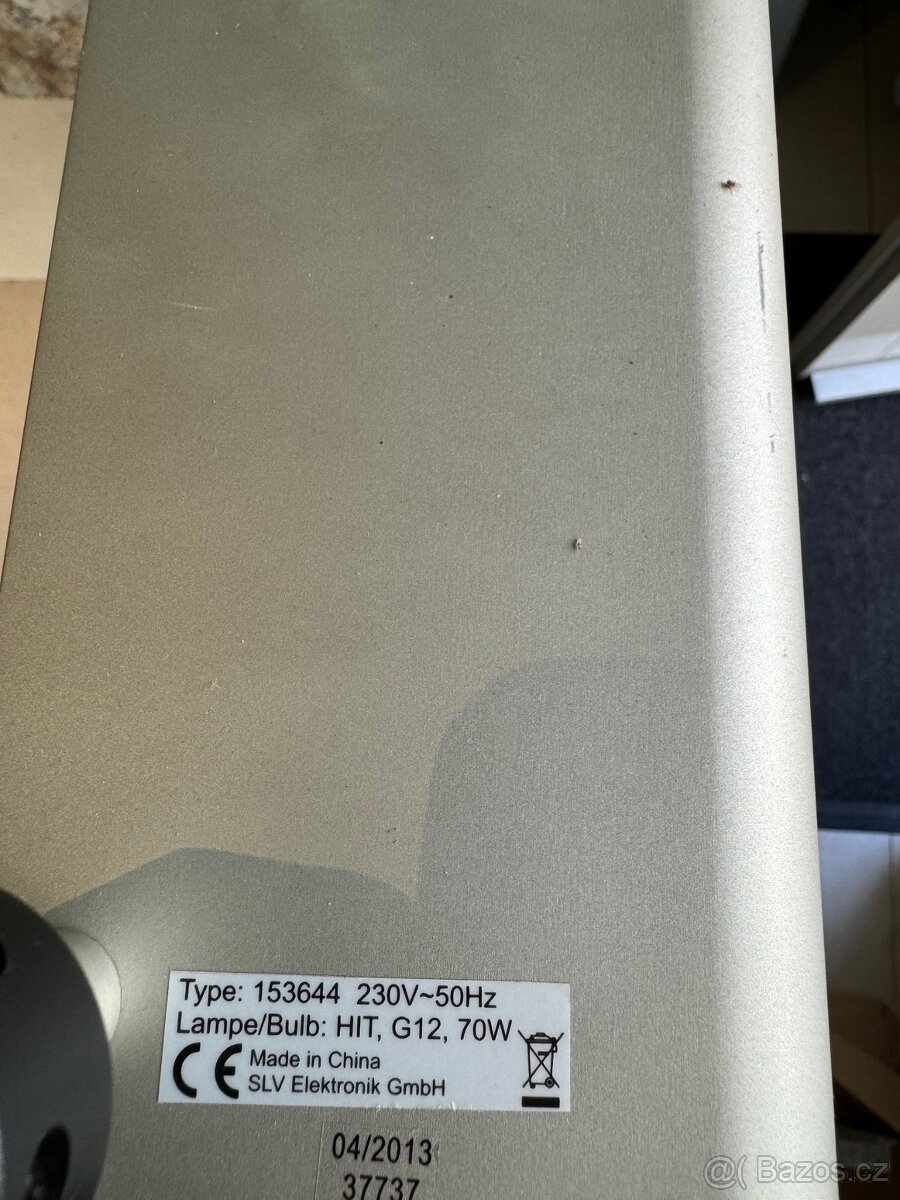 Type: 153644 230V~50Hz
Lampe/Bulb: HIT, G12, 70W
CE Made in China
SLV Elektronik GmbH
04/2013
37737
@( Bazos.cz